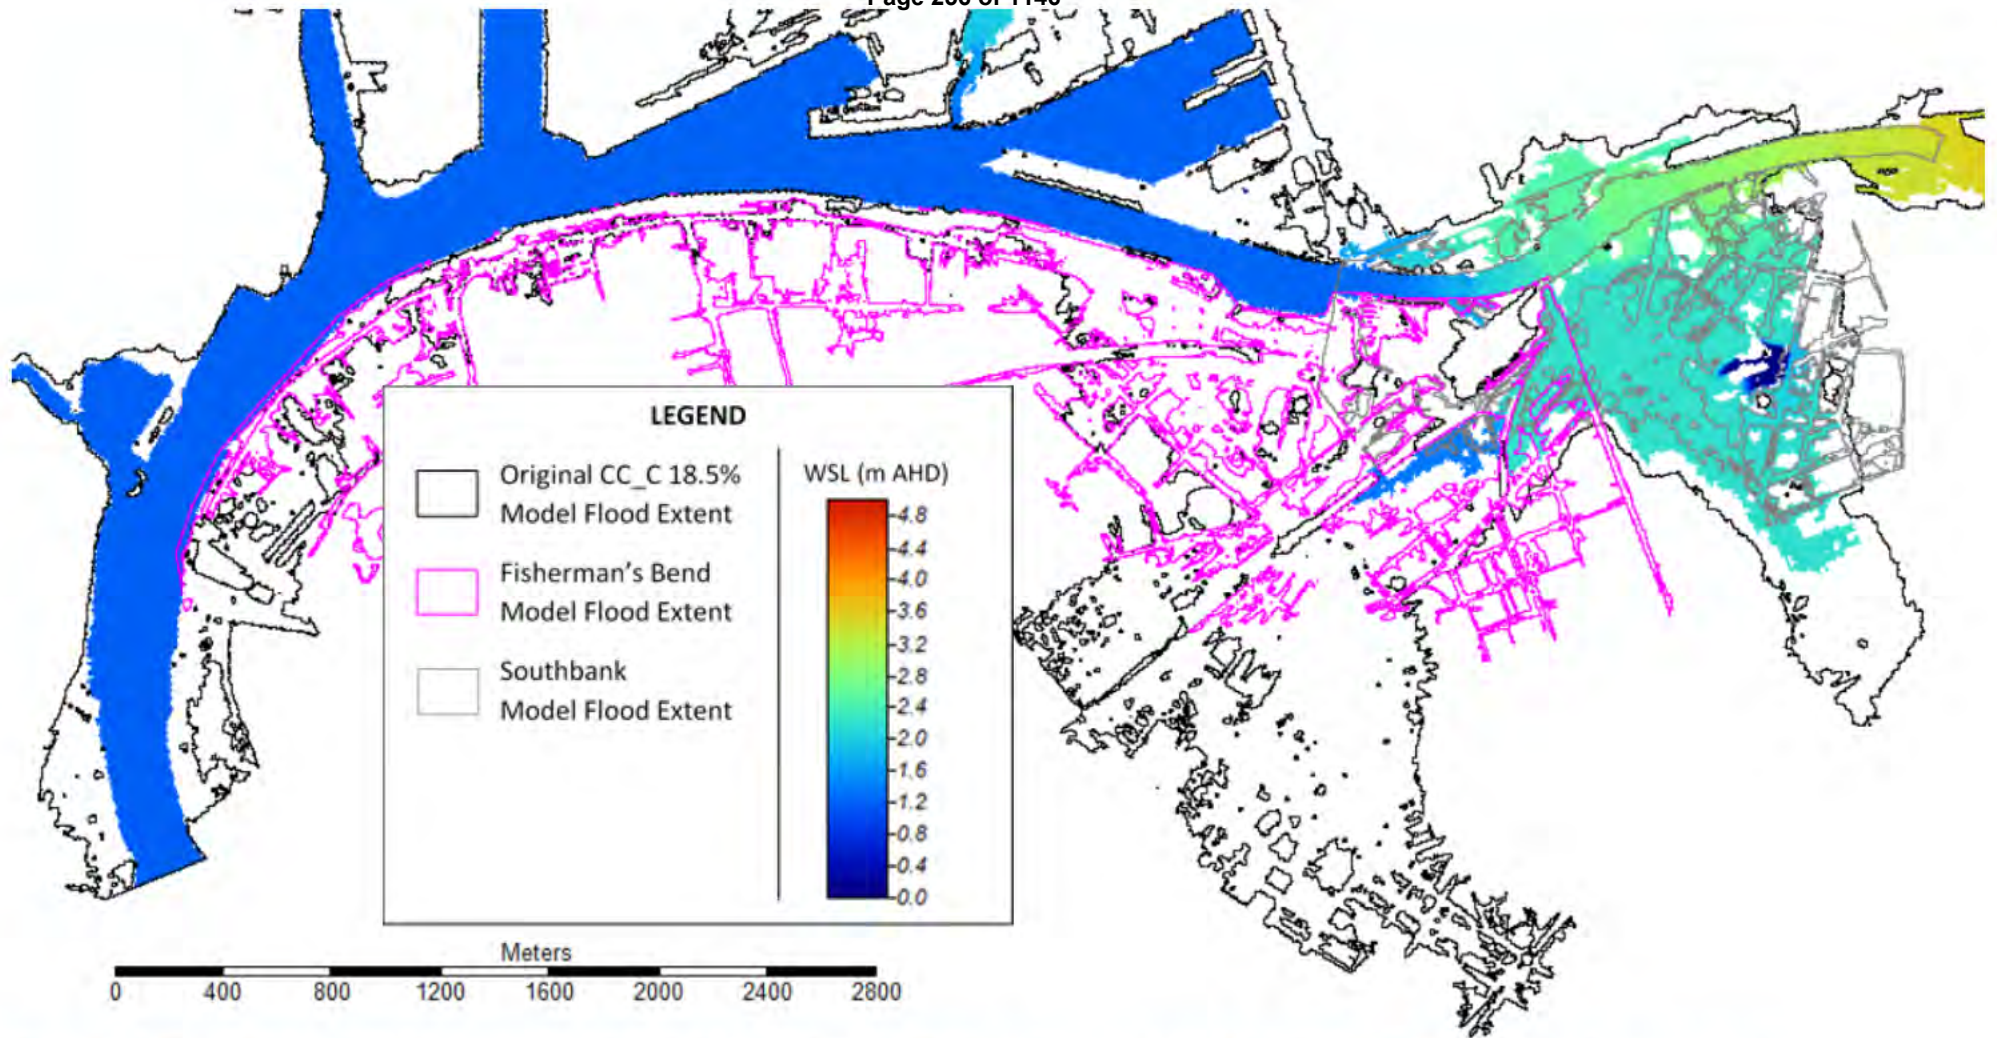 LEGEND
Original CC_C 18.5%
Model Flood Extent
Fisherman's Bend
Model Flood Extent
Southbank
Model Flood Extent
WSL (m AHD)
4.8
4.4
4.0
3.6
3.2
2.8
2.4
2.0
1.6
1.2
0.8
0.4
0.0
Meters
0 400 800 1200 1600 2000 2400 2800